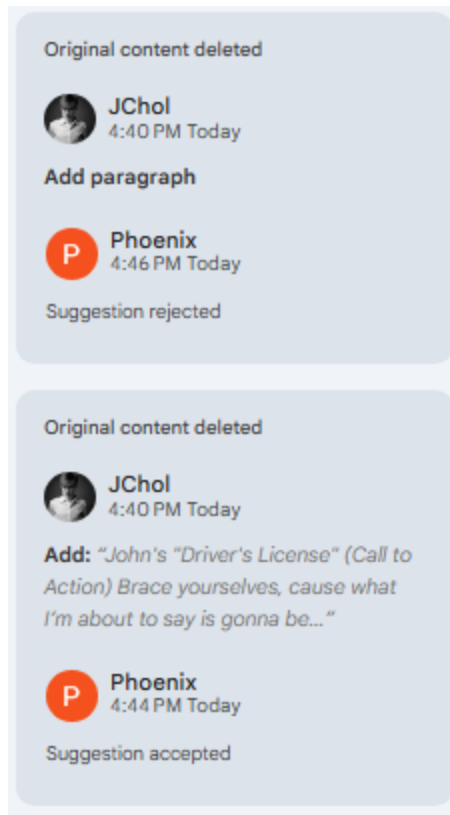 Original content deleted
JChol
4:40 PM Today
Add paragraph
P
Phoenix
4:46 PM Today
Suggestion rejected
Original content deleted
JChol
4:40 PM Today
Add: “John's "Driver's License" (Call to
Action) Brace yourselves, cause what
I'm about to say is gonna be...”
P
Phoenix
4:44 PM Today
Suggestion accepted